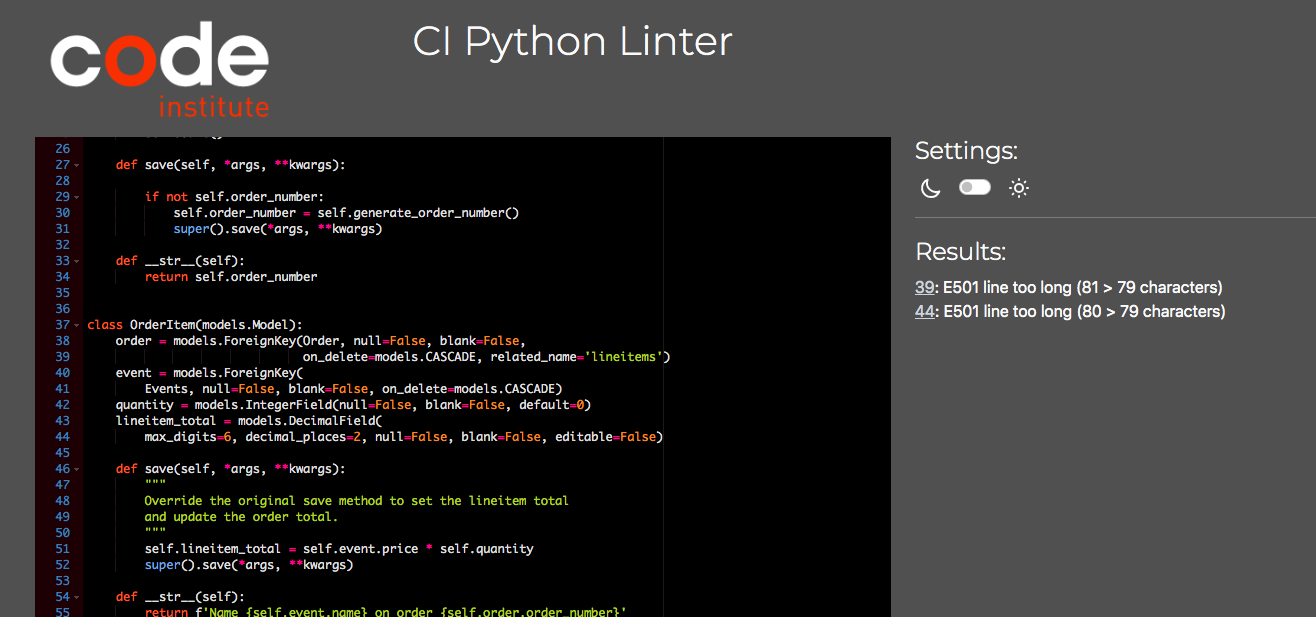 code
institute
CI Python Linter
26
27 def save(self, *args, **kwargs):
28
29 if not self.order_number:
30 self.order_number = self.generate_order_number()
31 super().save(*args, **kwargs)
32
33 def __str__(self):
34 return self.order_number
35
36
37 class OrderItem(models.Model):
38 order = models.ForeignKey(Order, null=False, blank=False,
39 on_delete=models.CASCADE, related_name='lineitems')
40 event = models.ForeignKey(
41 Events, null=False, blank=False, on_delete=models.CASCADE)
42 quantity = models.IntegerField(null=False, blank=False, default=0)
43 lineitem_total = models.DecimalField(
44 max_digits=6, decimal_places=2, null=False, blank=False, editable=False)
45
46 def save(self, *args, **kwargs):
47 """
48 Override the original save method to set the lineitem total
49 and update the order total.
50 """
51 self.lineitem_total = self.event.price * self.quantity
52 super().save(*args, **kwargs)
53
54 def __str__(self):
55 return f'Name {self.event.name} on order {self.order.order_number}'
Settings:
Results:
39: E501 line too long (81 > 79 characters)
44: E501 line too long (80 > 79 characters)